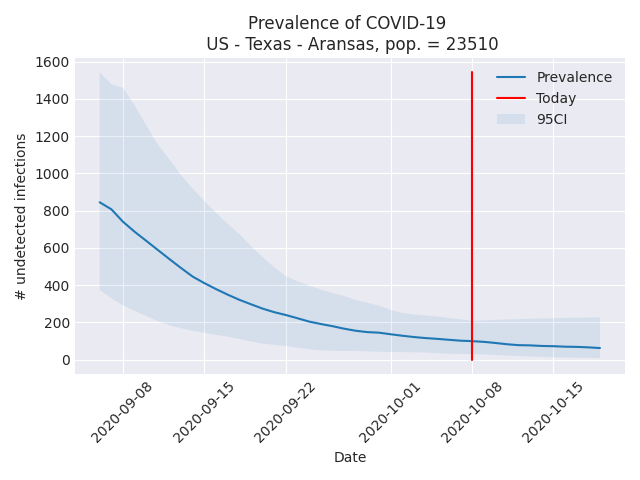 Prevalence of COVID-19
US - Texas - Aransas, pop. = 23510
Prevalence
Today
95CI
# undetected infections
1600
1400
1200
1000
800
600
400
200
0
2020-09-08
2020-09-15
2020-09-22
2020-10-01
2020-10-08
2020-10-15
Date